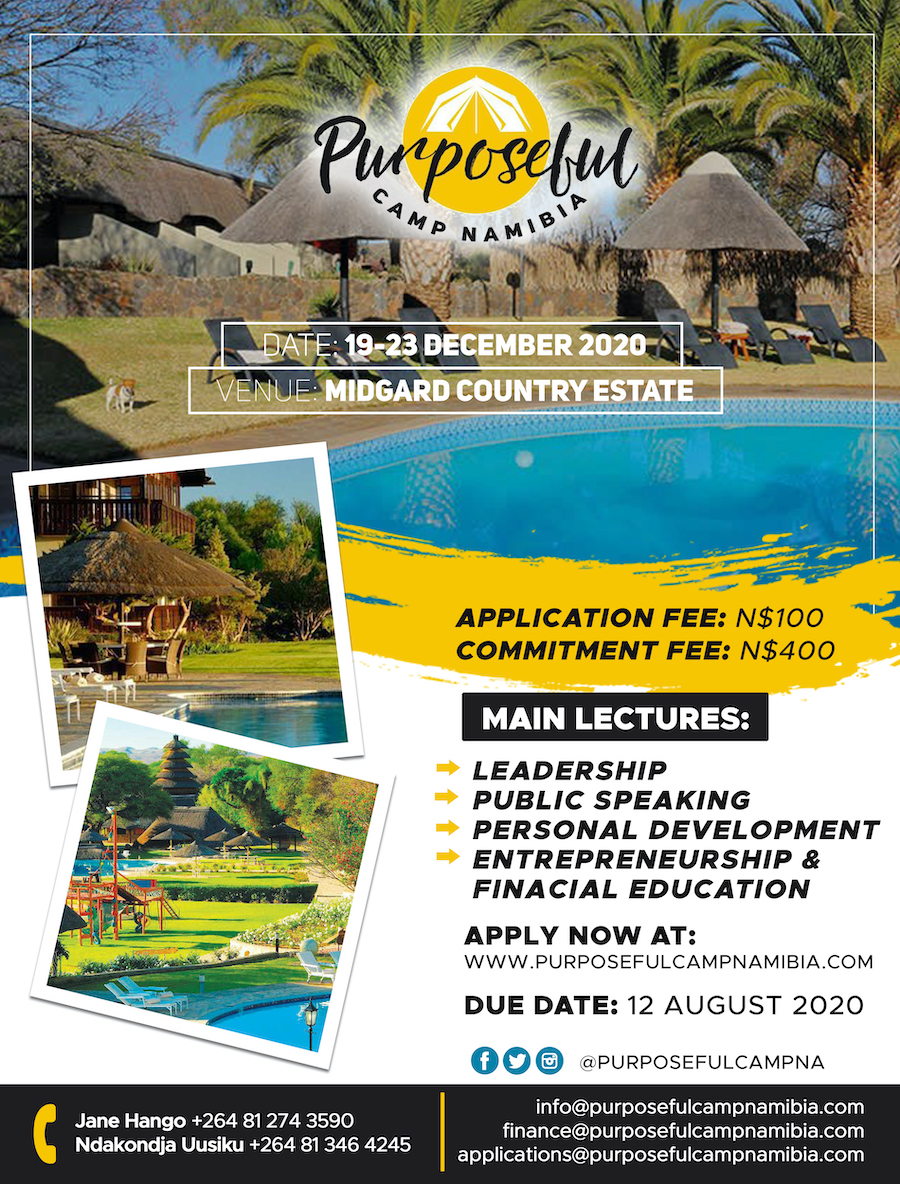 Purposeful
CAMP NAMIBIA
DATE: 19-23 DECEMBER 2020
VENUE: MIDGARD COUNTRY ESTATE
APPLICATION FEE: N$100
COMMITMENT FEE: N$400
MAIN LECTURES:
LEADERSHIP
PUBLIC SPEAKING
PERSONAL DEVELOPMENT
ENTREPRENEURSHIP &
FINACIAL EDUCATION
APPLY NOW AT:
WWW.PURPOSEFULCAMPNAMIBIA.COM
DUE DATE: 12 AUGUST 2020
@PURPOSEFULCAMPNA
Jane Hango +264 81 274 3590
Ndakondja Uusiku +264 81 346 4245
info@purposefulcampnamibia.com
finance@purposefulcampnamibia.com
applications@purposefulcampnamibia.com